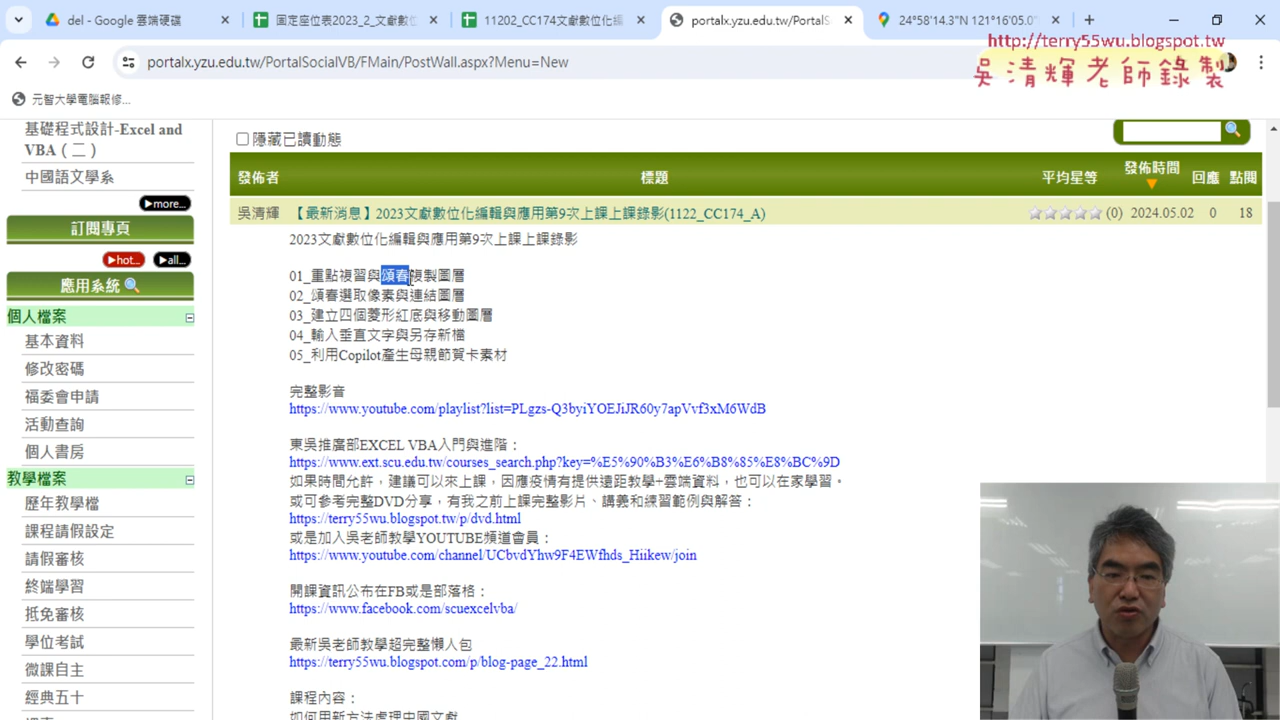 del - Google 雲端硬碟
固定座位表2023_2_文獻數位
11202_CC174文獻數位化編
portalx.yzu.edu.tw/PortalS
24°58'14.3"N 121°16'05.0"
http://terry55wu.blogspot.tw
portalx.yzu.edu.tw/PortalSocialVB/FMain/PostWall.aspx?Menu=New
吳清輝老師錄製
元智大學電腦報修...
基礎程式設計-Excel and
VBA（二）
中國語文學系
more...
訂閱專頁
hot...
all...
應用系統
個人檔案
基本資料
修改密碼
福委會申請
活動查詢
個人書房
教學檔案
歷年教學檔
課程請假設定
請假審核
終端學習
抵免審核
學位考試
微課自主
經典五十
隱藏已讀動態
發佈者 標題 平均星等 發佈時間 回應 點閱
吳清輝 【最新消息】2023文獻數位化編輯與應用第9次上課上課錄影(1122_CC174_A) (0) 2024.05.02 0 18
2023文獻數位化編輯與應用第9次上課上課錄影
01_重點複習與頌春複製圖層
02_頌春選取像素與連結圖層
03_建立四個菱形紅底與移動圖層
04_輸入垂直文字與另存新檔
05_利用Copilot產生母親節賀卡素材
完整影音
https://www.youtube.com/playlist?list=PLgzs-Q3byiYOEJiJR60y7apVvf3xM6WdB
東吳推廣部EXCEL VBA入門與進階：
https://www.ext.scu.edu.tw/courses_search.php?key=%E5%90%B3%E6%B8%85%E8%BC%9D
如果時間允許，建議可以來上課，因應疫情有提供遠距教學+雲端資料，也可以在家學習。
或可參考完整DVD分享，有我之前上課完整影片、講義和練習範例與解答：
https://terry55wu.blogspot.tw/p/dvd.html
或是加入吳老師教學YOUTUBE頻道會員：
https://www.youtube.com/channel/UCbvdYhw9F4EWfhds_Hiikew/join
開課資訊公布在FB或是部落格：
https://www.facebook.com/scuexcelvba/
最新吳老師教學超完整懶人包
https://terry55wu.blogspot.com/p/blog-page_22.html
課程內容：
如何用新方法處理中國文獻